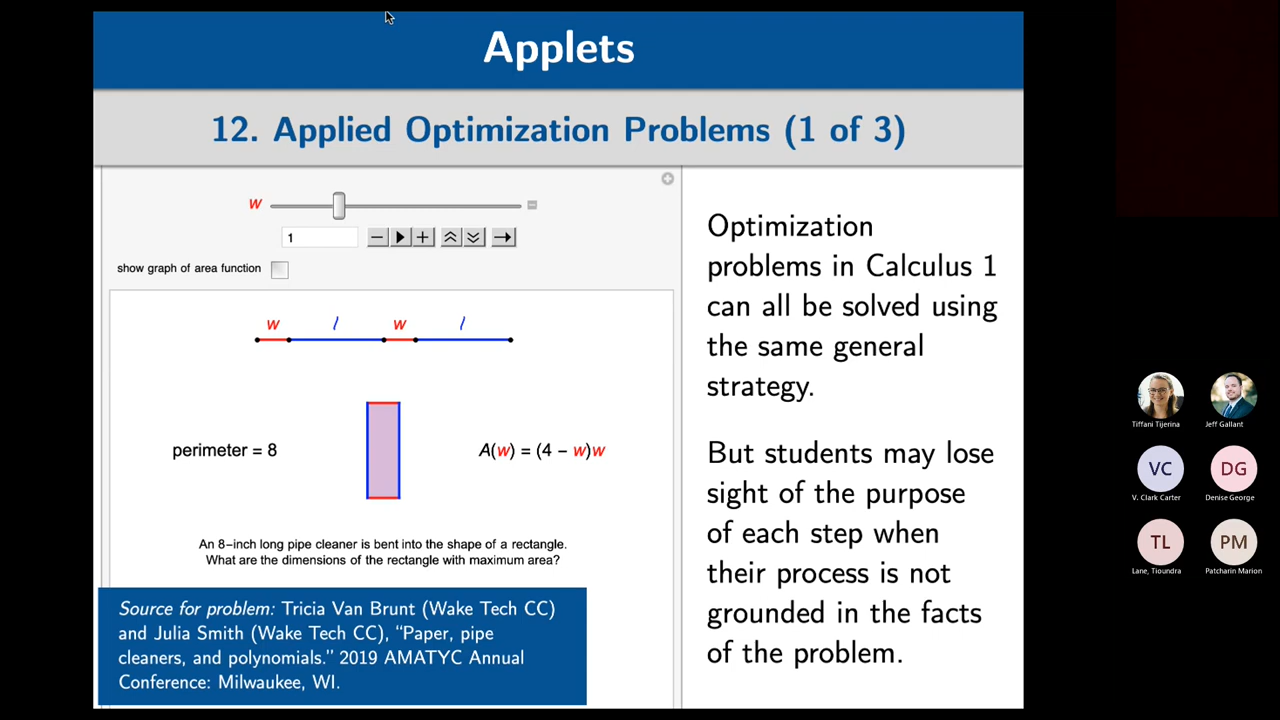 Applets
12. Applied Optimization Problems (1 of 3)
w
1
show graph of area function
w l w l
perimeter = 8
A(w) = (4 − w)w
An 8−inch long pipe cleaner is bent into the shape of a rectangle.
What are the dimensions of the rectangle with maximum area?
Source for problem: Tricia Van Brunt (Wake Tech CC)
and Julia Smith (Wake Tech CC), “Paper, pipe
cleaners, and polynomials.” 2019 AMATYC Annual
Conference: Milwaukee, WI.
Optimization
problems in Calculus 1
can all be solved using
the same general
strategy.
But students may lose
sight of the purpose
of each step when
their process is not
grounded in the facts
of the problem.
Tiffani Tijerina
Jeff Gallant
VC
DG
V. Clark Carter
Denise George
TL
PM
Lane, Tioundra
Patcharin Marion